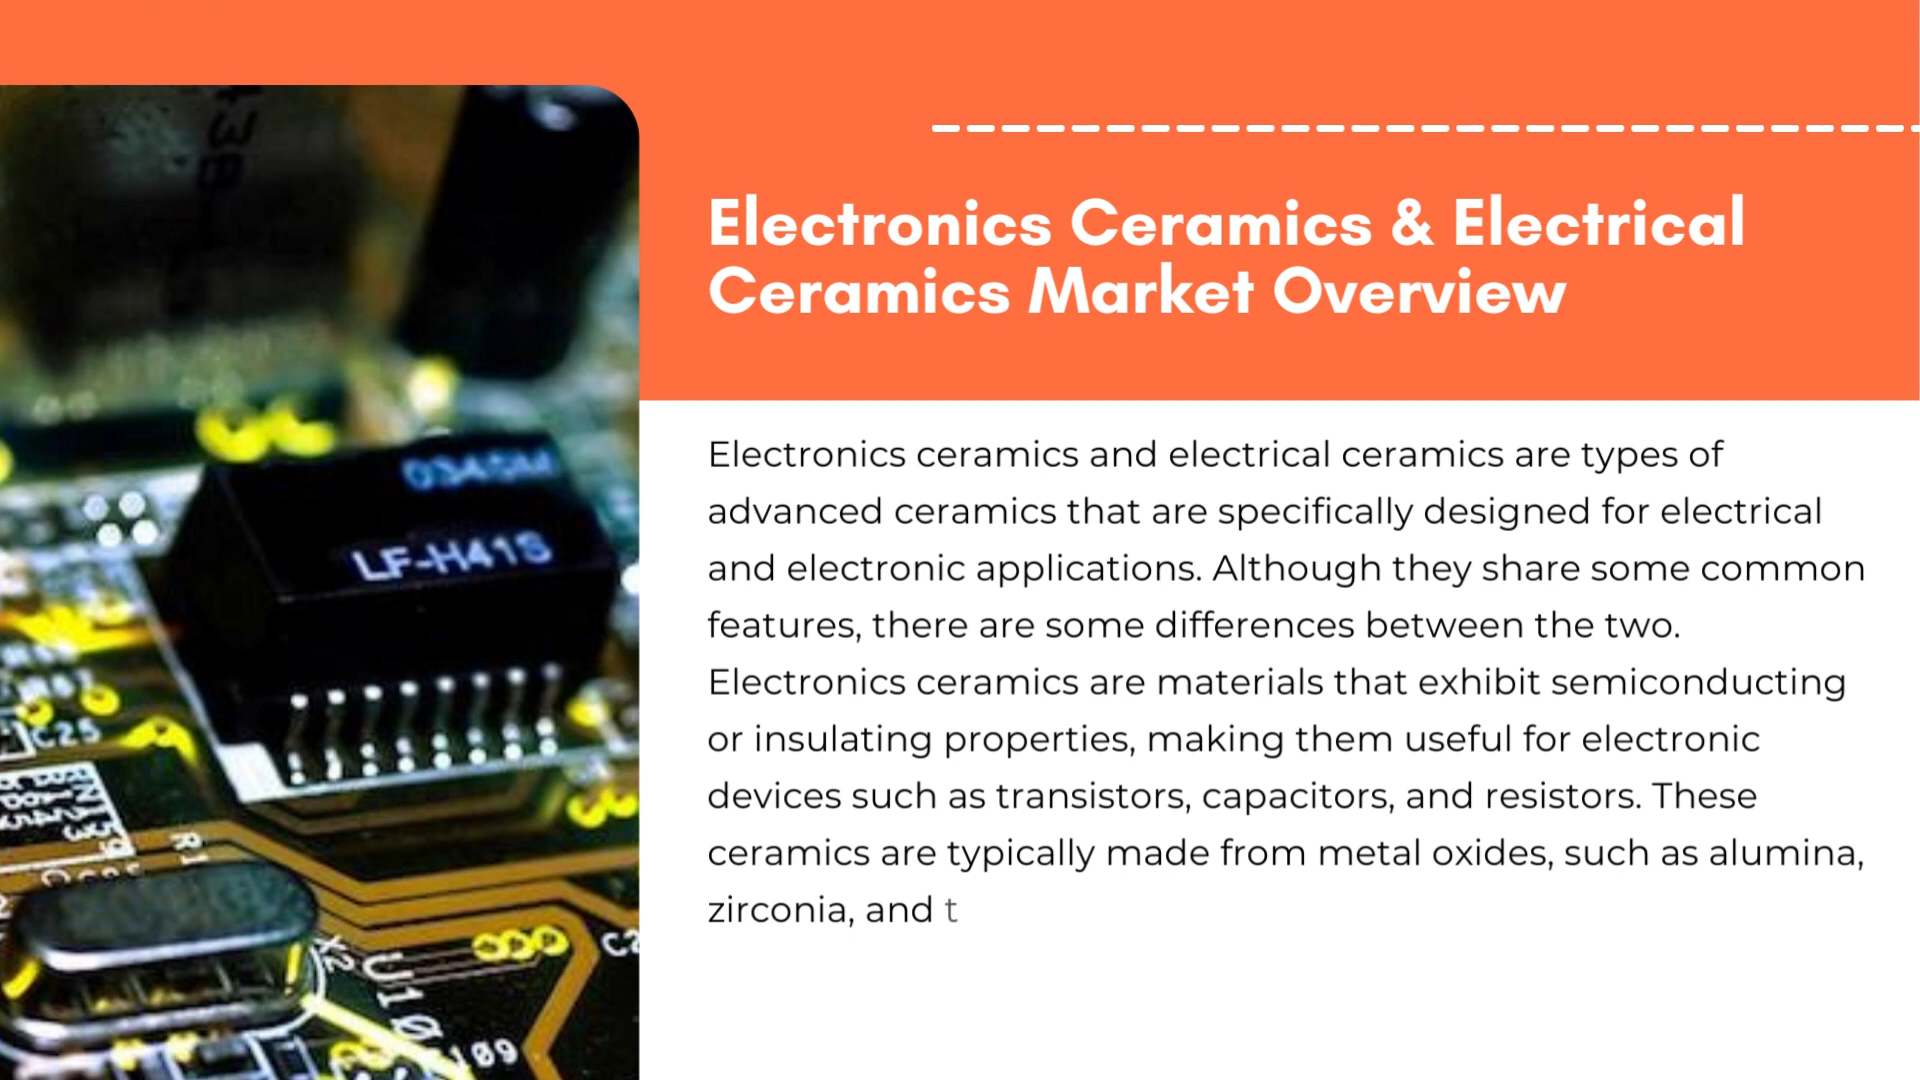 Electronics Ceramics & Electrical
Ceramics Market Overview
Electronics ceramics and electrical ceramics are types of
advanced ceramics that are specifically designed for electrical
and electronic applications. Although they share some common
features, there are some differences between the two.
Electronics ceramics are materials that exhibit semiconducting
or insulating properties, making them useful for electronic
devices such as transistors, capacitors, and resistors. These
ceramics are typically made from metal oxides, such as alumina,
zirconia, and t
LF-H41S
C25
R1
X2
U10